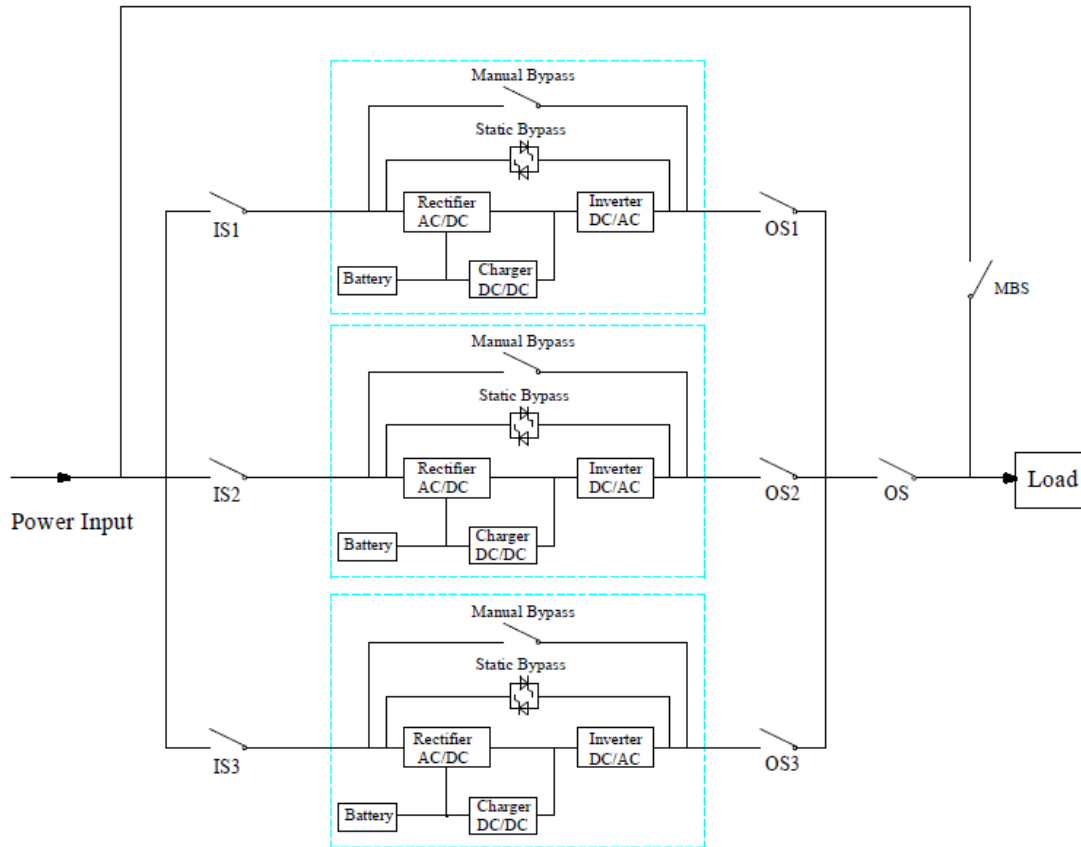 Manual Bypass
Static Bypass
Rectifier
AC/DC
Inverter
DC/AC
IS1
OS1
Battery
Charger
DC/DC
MBS
Manual Bypass
Static Bypass
Rectifier
AC/DC
Inverter
DC/AC
IS2
OS2
OS
Load
Power Input
Battery
Charger
DC/DC
Manual Bypass
Static Bypass
Rectifier
AC/DC
Inverter
DC/AC
IS3
OS3
Battery
Charger
DC/DC